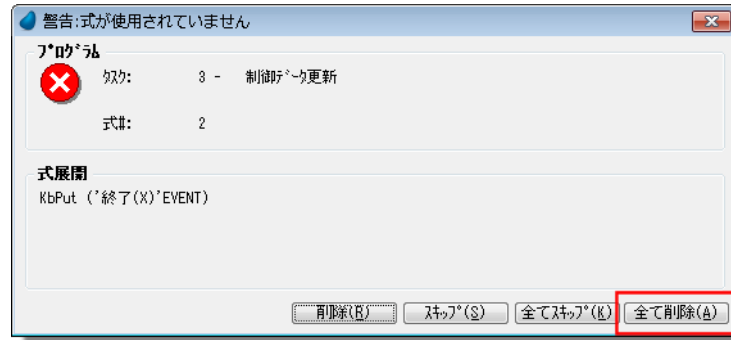 警告:式が使用されていません
プログラム
タスク: 3 - 制御データ更新
式#: 2
式展開
KbPut ('終了(X)'EVENT)
削除(R) スキップ(S) 全てスキップ(K) 全て削除(A)